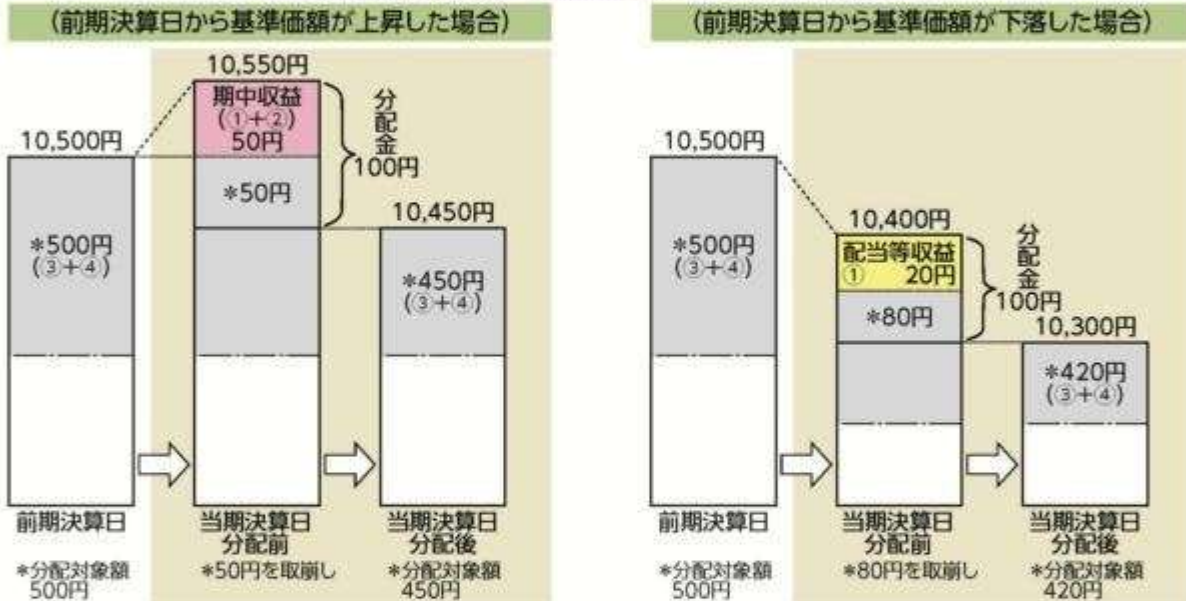 (前期決算日から基準価額が上昇した場合)
10,550円
期中収益
(①+②)
50円
分配金
100円
10,500円
*50円
10,450円
*500円
(③+④)
*450円
(③+④)
前期決算日
当期決算日
分配前
当期決算日
分配後
*分配対象額
500円
*50円を取崩し
*分配対象額
450円
(前期決算日から基準価額が下落した場合)
10,500円
10,400円
*500円
(③+④)
配当等収益
① 20円
分配金
100円
*80円
10,300円
*420円
(③+④)
前期決算日
当期決算日
分配前
当期決算日
分配後
*分配対象額
500円
*80円を取崩し
*分配対象額
420円